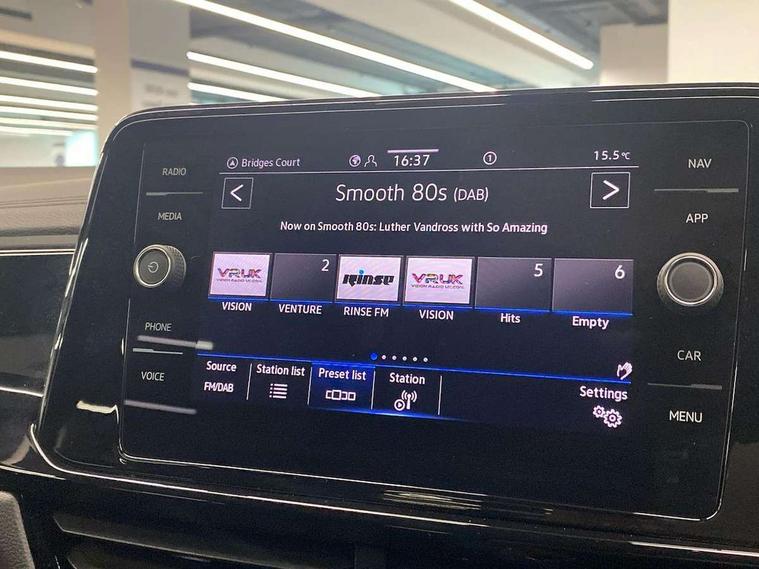 Bridges Court
16:37
1
15.5°C
RADIO
NAV
Smooth 80s (DAB)
MEDIA
APP
Now on Smooth 80s: Luther Vandross with So Amazing
VRUK
2
rinse
VRUK
5
6
VISION
VENTURE
RINSE FM
VISION
Hits
Empty
PHONE
CAR
VOICE
Source
Station list
Preset list
Station
Settings
FM/DAB
MENU